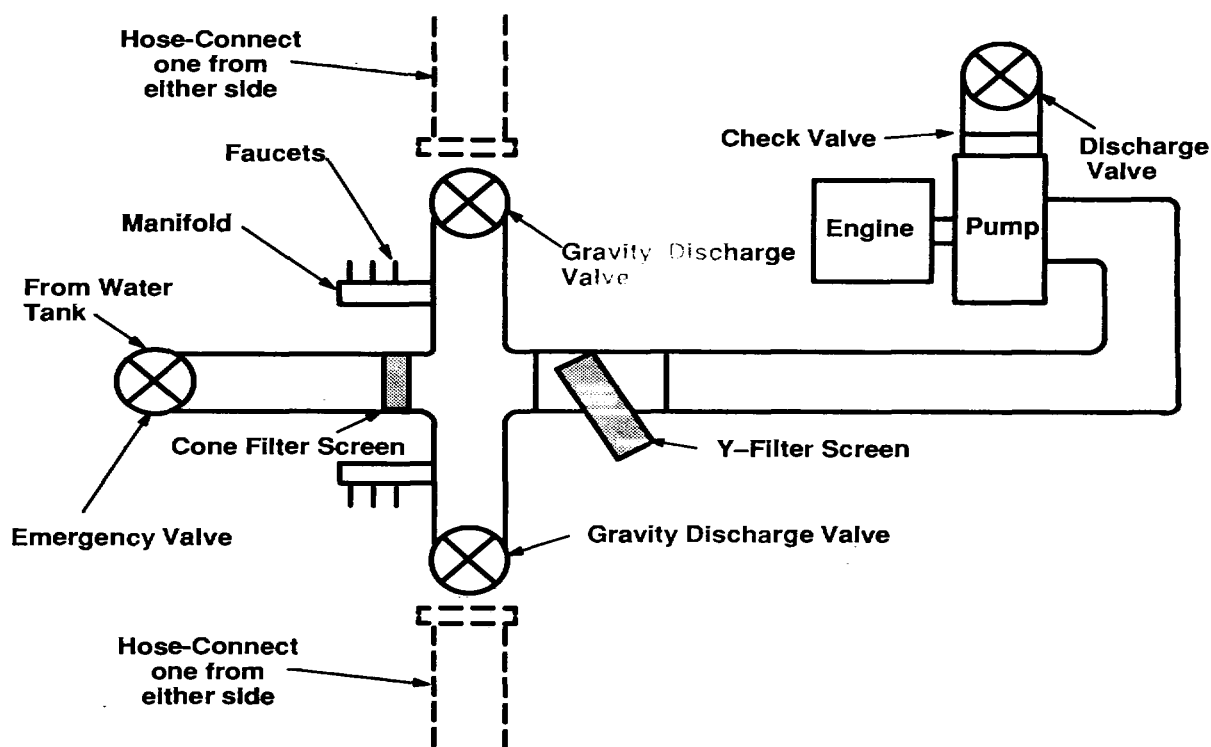 Hose-Connect
one from
either side
Faucets
Manifold
From Water
Tank
Check Valve
Discharge
Valve
Engine
Pump
Gravity Discharge
Valve
Cone Filter Screen
Y–Filter Screen
Emergency Valve
Gravity Discharge Valve
Hose-Connect
one from
either side